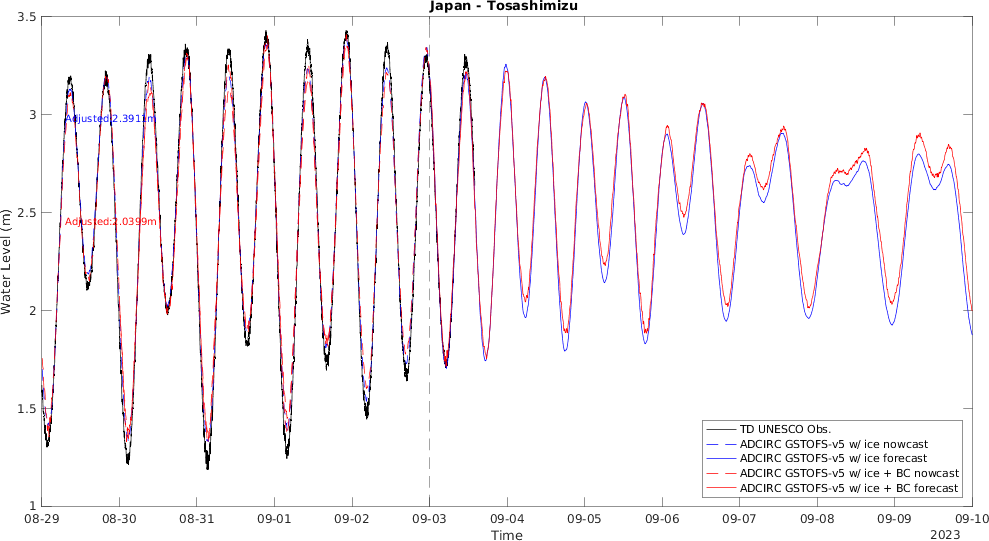 Japan - Tosashimizu
3.5
3
2.5
2
1.5
1
Water Level (m)
Adjusted:2.3911m
Adjusted:2.0399m
TD UNESCO Obs.
ADCIRC GSTOFS-v5 w/ ice nowcast
ADCIRC GSTOFS-v5 w/ ice forecast
ADCIRC GSTOFS-v5 w/ ice + BC nowcast
ADCIRC GSTOFS-v5 w/ ice + BC forecast
08-29 08-30 08-31 09-01 09-02 09-03 09-04 09-05 09-06 09-07 09-08 09-09 09-10
Time
2023